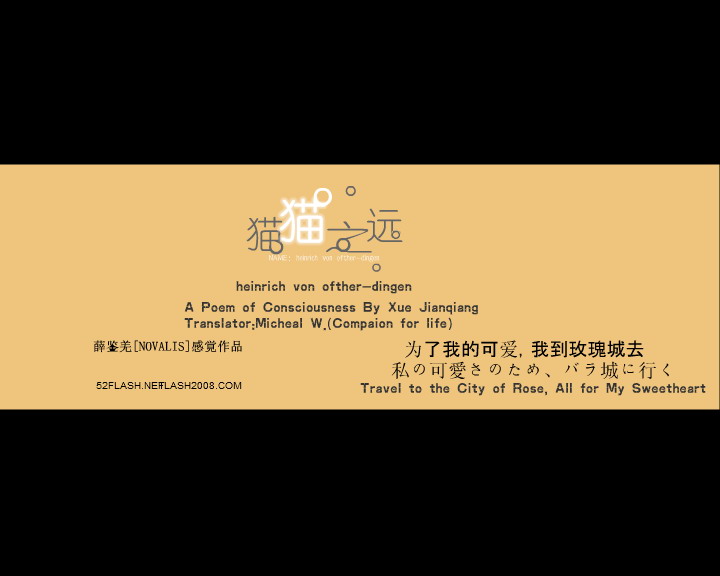 猫猫之远
NAME: heinrich von ofther-dingen
heinrich von ofther-dingen
A Poem of Consciousness By Xue Jianqiang
Translator:Micheal W.(Compaion for life)
薛鉴羌[NOVALIS]感覚作品
为了我的可爱, 我到玫瑰城去
私の可愛さのため、バラ城に行く
52FLASH.NET
FLASH2008.COM
Travel to the City of Rose, All for My Sweetheart